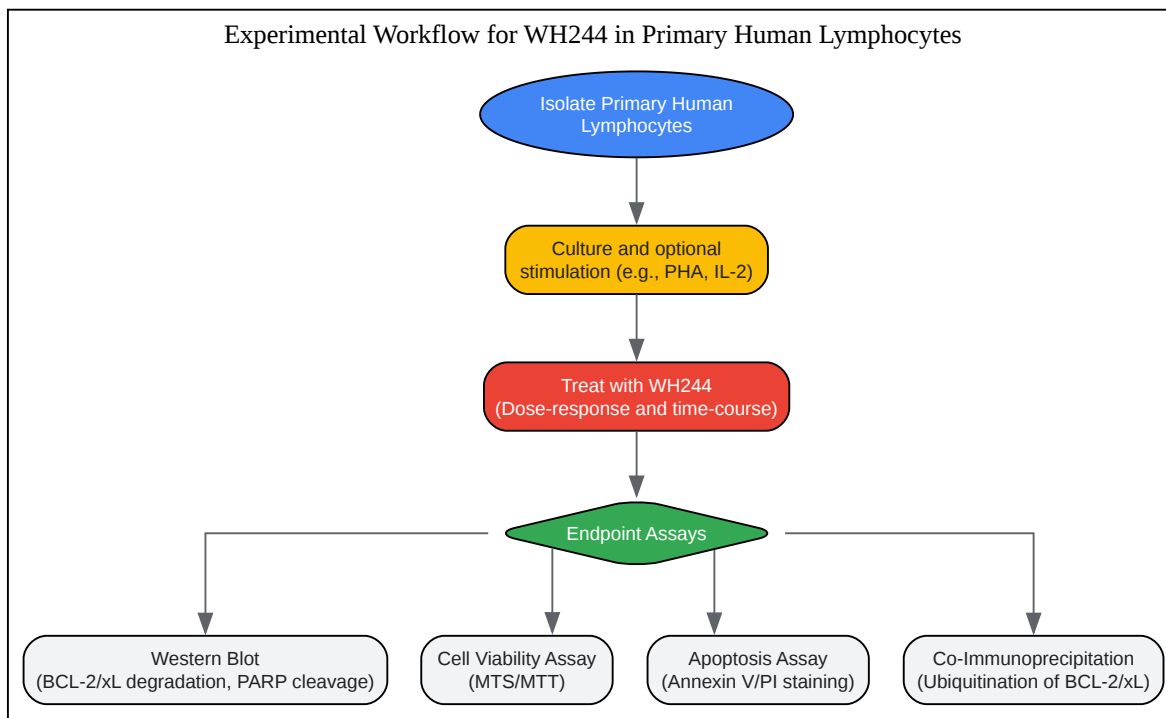 Experimental Workflow for WH244 in Primary Human Lymphocytes
Isolate Primary Human
Lymphocytes
Culture and optional
stimulation (e.g., PHA, IL-2)
Treat with WH244
(Dose-response and time-course)
Endpoint Assays
Western Blot
(BCL-2/xL degradation, PARP cleavage)
Cell Viability Assay
(MTS/MTT)
Apoptosis Assay
(Annexin V/PI staining)
Co-Immunoprecipitation
(Ubiquitination of BCL-2/xL)